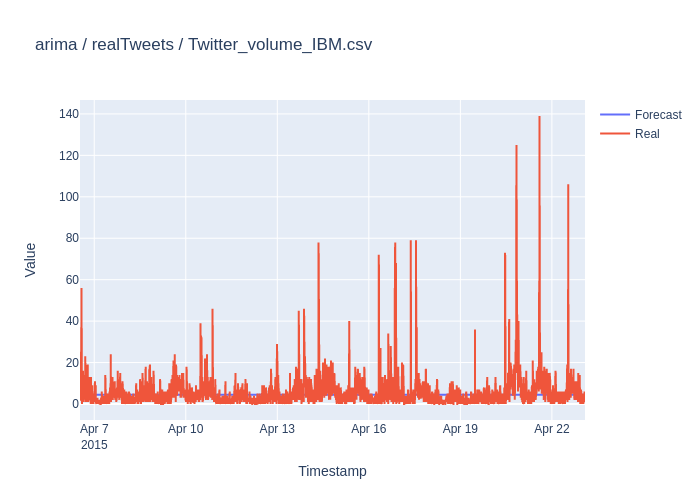 arima / realTweets / Twitter_volume_IBM.csv
Forecast
Real
140
120
100
80
60
40
20
0
Value
Apr 7
2015
Apr 10
Apr 13
Apr 16
Apr 19
Apr 22
Timestamp